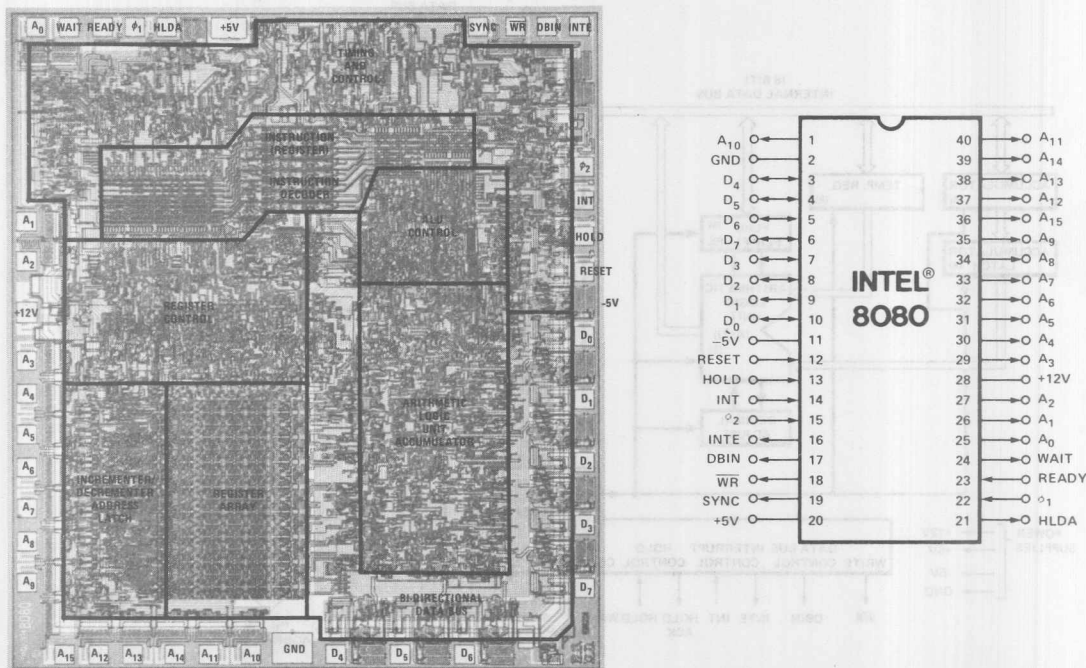 A0 WAIT READY φ1 HLDA +5V SYNC WR DBIN INTE
TIMING
AND
CONTROL
INSTRUCTION
(REGISTER)
INSTRUCTION
DECODER
φ2
INT
ALU
CONTROL
HOLD
RESET
-5V
A1
A2
+12V
REGISTER
CONTROL
A3
A4
A5
A6
A7
A8
A9
D0
D1
D2
D3
D7
ARITHMETIC
LOGIC
UNIT
ACCUMULATOR
INCREMENTER/
DECREMENTER
ADDRESS
LATCH
REGISTER
ARRAY
BI-DIRECTIONAL
DATA BUS
A15 A12 A13 A14 A11 A10 GND D4 D5 D6
INTEL®
8080
A10 1 40 A11
GND 2 39 A14
D4 3 38 A13
D5 4 37 A12
D6 5 36 A15
D7 6 35 A9
D3 7 34 A8
D2 8 33 A7
D1 9 32 A6
D0 10 31 A5
-5V 11 30 A4
RESET 12 29 A3
HOLD 13 28 +12V
INT 14 27 A2
φ2 15 26 A1
INTE 16 25 A0
DBIN 17 24 WAIT
WR 18 23 READY
SYNC 19 22 φ1
+5V 20 21 HLDA